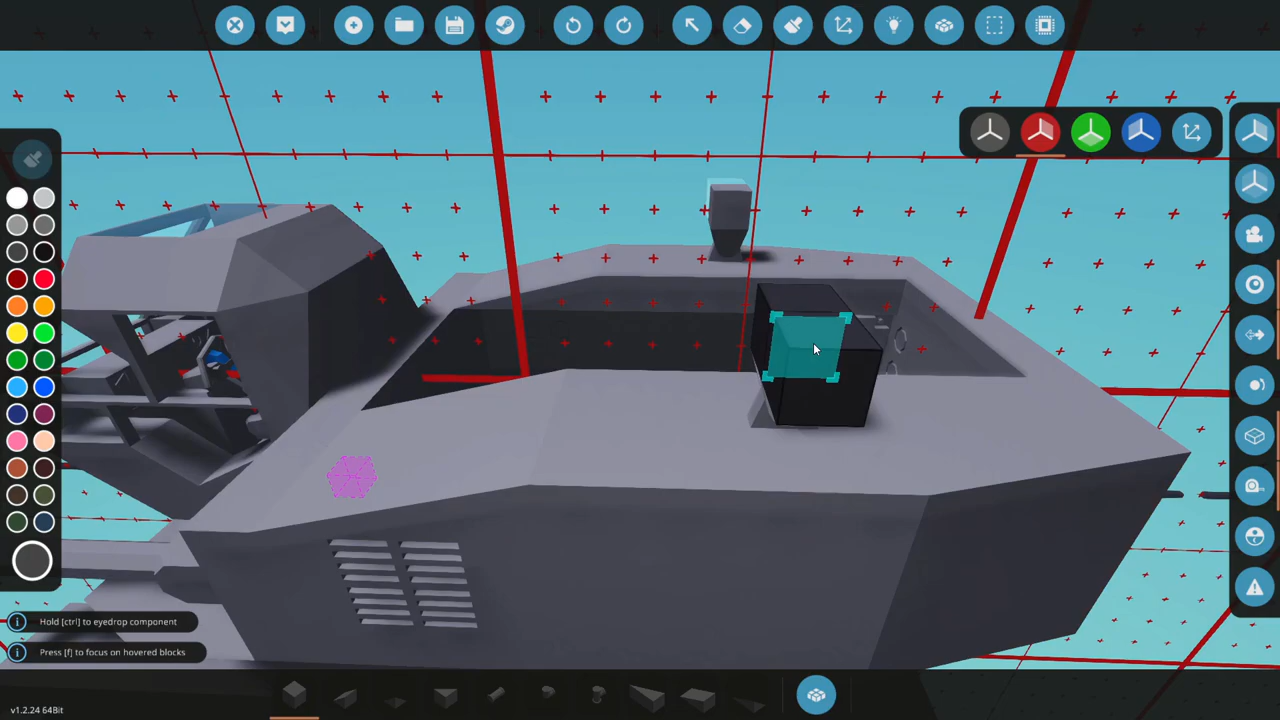 Hold [ctrl] to eyedrop component
Press [f] to focus on hovered blocks
v1.2.24 64Bit